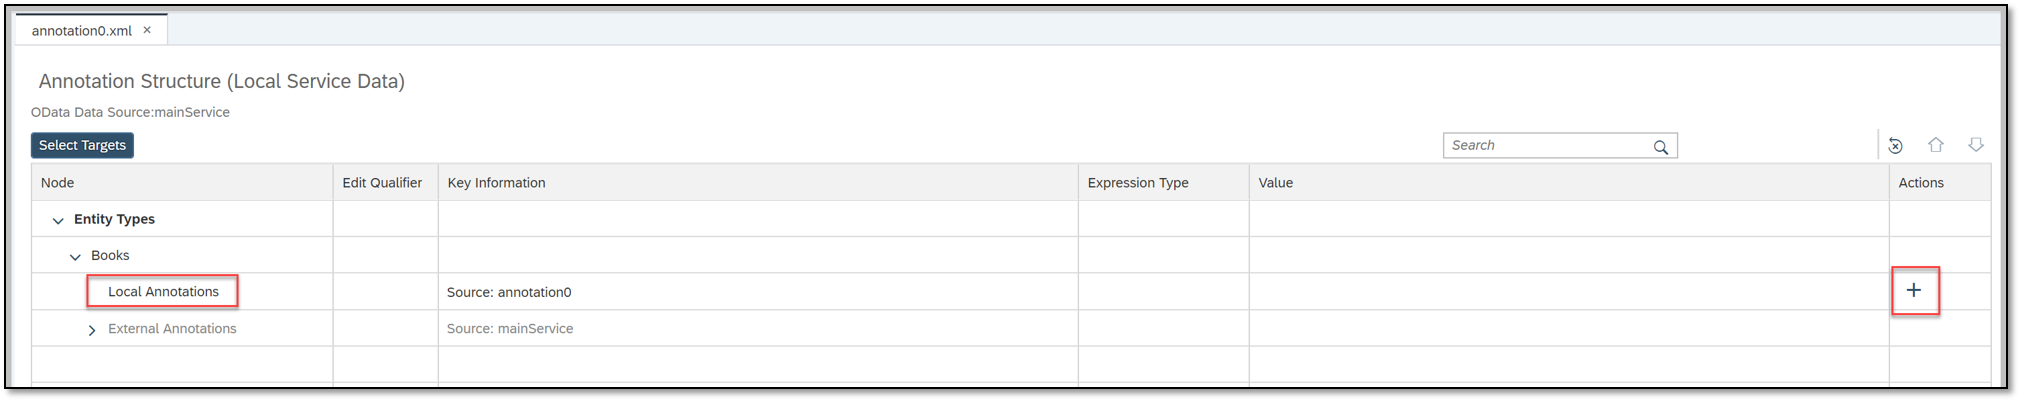 annotation0.xml ×
Annotation Structure (Local Service Data)
OData Data Source:mainService
Select Targets
Search
Node Edit Qualifier Key Information Expression Type Value Actions
Entity Types
Books
Local Annotations Source: annotation0 +
External Annotations Source: mainService